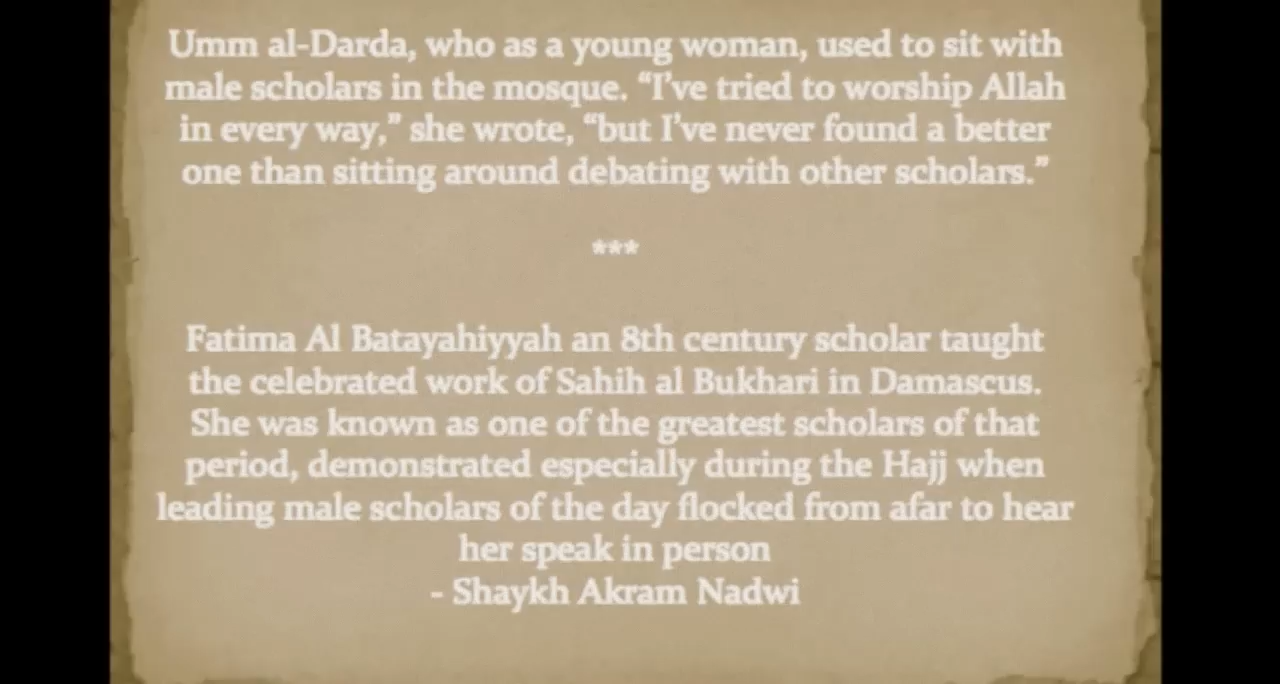 Umm al-Darda, who as a young woman, used to sit with
male scholars in the mosque. “I’ve tried to worship Allah
in every way,” she wrote, “but I’ve never found a better
one than sitting around debating with other scholars.”
***
Fatima Al Batayahiyyah an 8th century scholar taught
the celebrated work of Sahih al Bukhari in Damascus.
She was known as one of the greatest scholars of that
period, demonstrated especially during the Hajj when
leading male scholars of the day flocked from afar to hear
her speak in person
- Shaykh Akram Nadwi